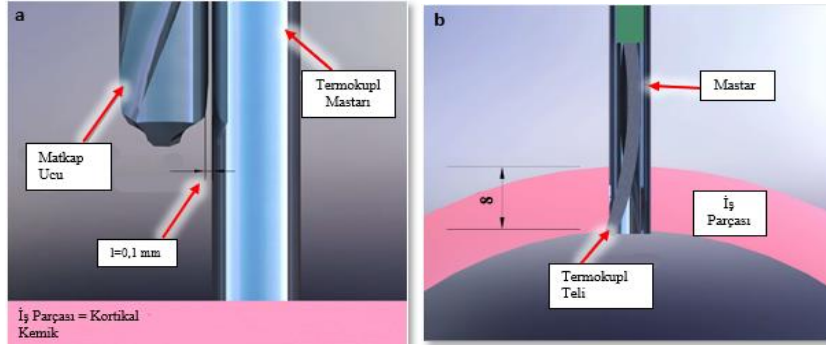 a
Termokupl
Mastarı
Matkap
Ucu
l=0,1 mm
İş Parçası = Kortikal
Kemik
b
Mastar
8
İş
Parçası
Termokupl
Teli